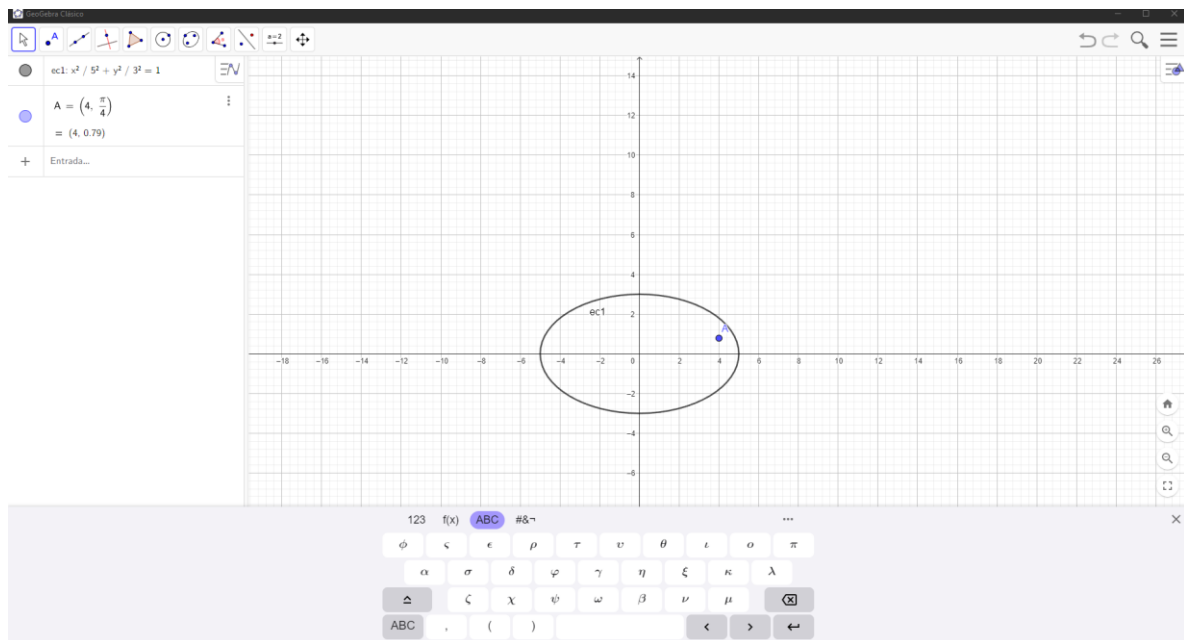 GeoGebra Clásico
A
a=2
ec1: x² / 5² + y² / 3² = 1
A = (4, π/4)
= (4, 0.79)
+ Entrada...
14
12
10
8
6
4
2
ec1
A
−18 −16 −14 −12 −10 −8 −6 −4 −2 0 2 4 6 8 10 12 14 16 18 20 22 24 26
−2
−4
−6
123 f(x) ABC #&¬ ...
ϕ ς ϵ ρ τ υ θ ι ο π
α σ δ φ γ η ξ κ λ
ζ χ ψ ω β ν μ
ABC , ( ) < >